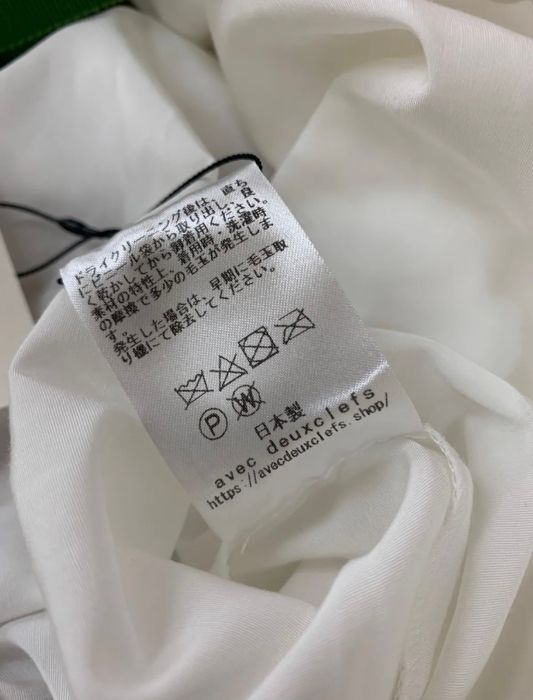 ドライクリーニング後は、直ち
にビニール袋から取り出し、良
く乾かしてから御着用ください。
素材の特性上、着用時・洗濯時
の摩擦で多少の毛玉が発生しま
す。
発生した場合は、早期に毛玉取
り機にて除去してください。
P W
日本製
avec deuxclefs
https://avecdeuxclefs.shop/